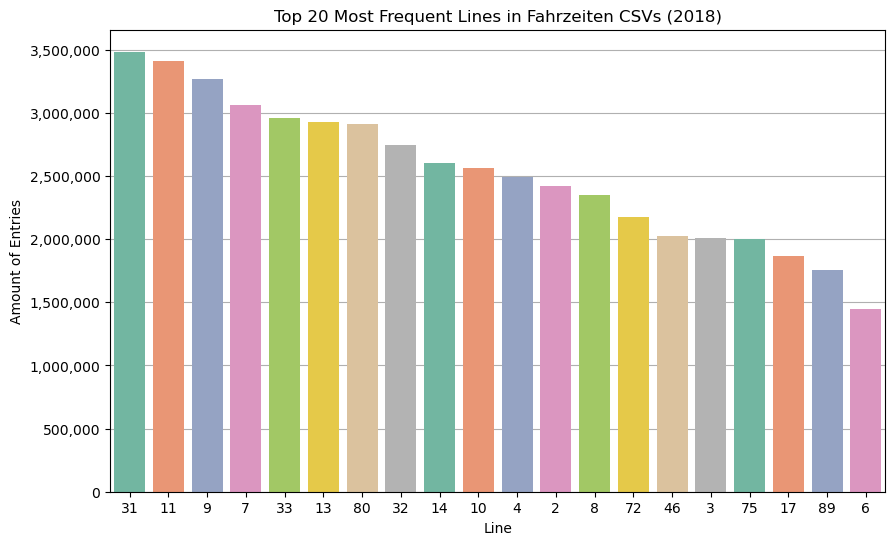 Top 20 Most Frequent Lines in Fahrzeiten CSVs (2018)
Amount of Entries
3,500,000
3,000,000
2,500,000
2,000,000
1,500,000
1,000,000
500,000
0
31 11 9 7 33 13 80 32 14 10 4 2 8 72 46 3 75 17 89 6
Line